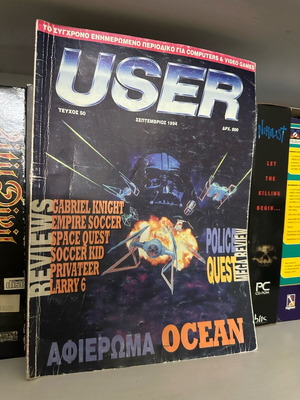 ΤΟ ΣΥΓΧΡΟΝΟ ΕΝΗΜΕΡΩΜΕΝΟ ΠΕΡΙΟΔΙΚΟ ΓΙΑ COMPUTERS & VIDEO GAMES
USER
ΤΕΥΧΟΣ 50
ΣΕΠΤΕΜΒΡΙΟΣ 1994
ΔΡΧ. 800
REVIEWS
GABRIEL KNIGHT
EMPIRE SOCCER
SPACE QUEST
SOCCER KID
PRIVATEER
LARRY 6
POLICE
QUEST
MEGA REVIEW
ΑΦΙΕΡΩΜΑ OCEAN
LET
THE
KILLING
BEGIN...
PC
CD-ROM